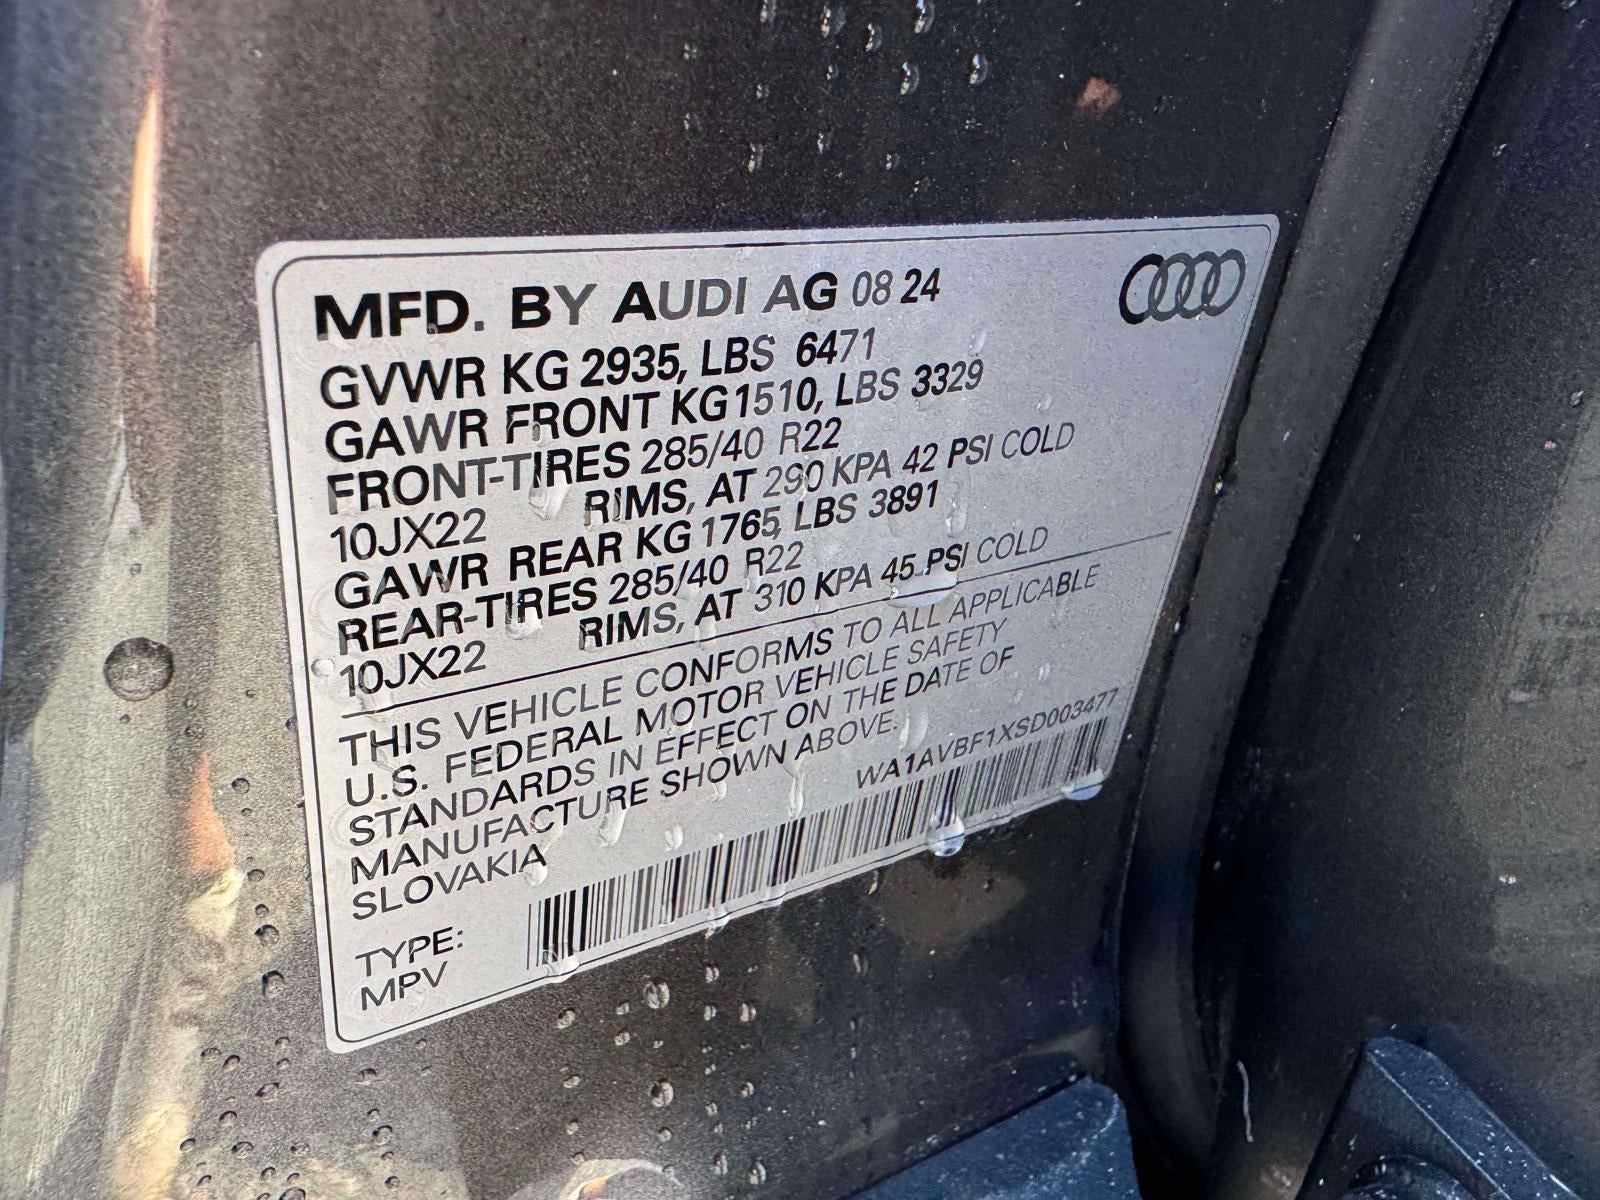 MFD. BY AUDI AG 08 24
GVWR KG 2935, LBS 6471
GAWR FRONT KG 1510, LBS 3329
FRONT-TIRES 285/40 R22
10JX22 RIMS, AT 290 KPA 42 PSI COLD
GAWR REAR KG 1765, LBS 3891
REAR-TIRES 285/40 R22
10JX22 RIMS, AT 310 KPA 45 PSI COLD
THIS VEHICLE CONFORMS TO ALL APPLICABLE
U.S. FEDERAL MOTOR VEHICLE SAFETY
STANDARDS IN EFFECT ON THE DATE OF
MANUFACTURE SHOWN ABOVE.
SLOVAKIA
WA1AVBF1XSD003477
TYPE:
MPV